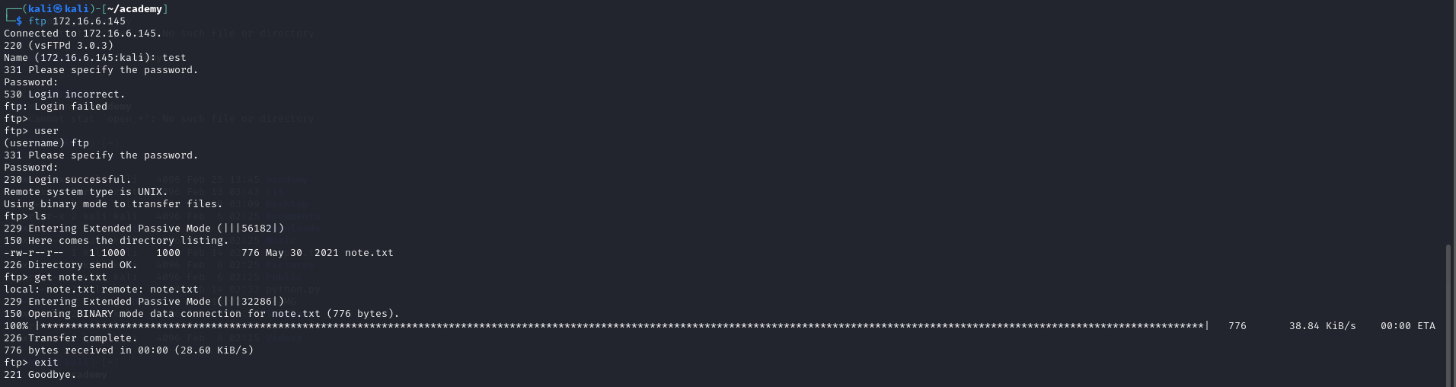 ┌──(kali㉿kali)-[~/academy]
└─$ ftp 172.16.6.145
Connected to 172.16.6.145.
220 (vsFTPd 3.0.3)
Name (172.16.6.145:kali): test
331 Please specify the password.
Password:
530 Login incorrect.
ftp: Login failed
ftp>
ftp> user
(username) ftp
331 Please specify the password.
Password:
230 Login successful.
Remote system type is UNIX.
Using binary mode to transfer files.
ftp> ls
229 Entering Extended Passive Mode (|||56182|)
150 Here comes the directory listing.
-rw-r--r--    1 1000     1000          776 May 30  2021 note.txt
226 Directory send OK.
ftp> get note.txt
local: note.txt remote: note.txt
229 Entering Extended Passive Mode (|||32286|)
150 Opening BINARY mode data connection for note.txt (776 bytes).
100% |***********************************************************************************************************************************************************************************************| 776 38.84 KiB/s 00:00 ETA
226 Transfer complete.
776 bytes received in 00:00 (28.60 KiB/s)
ftp> exit
221 Goodbye.